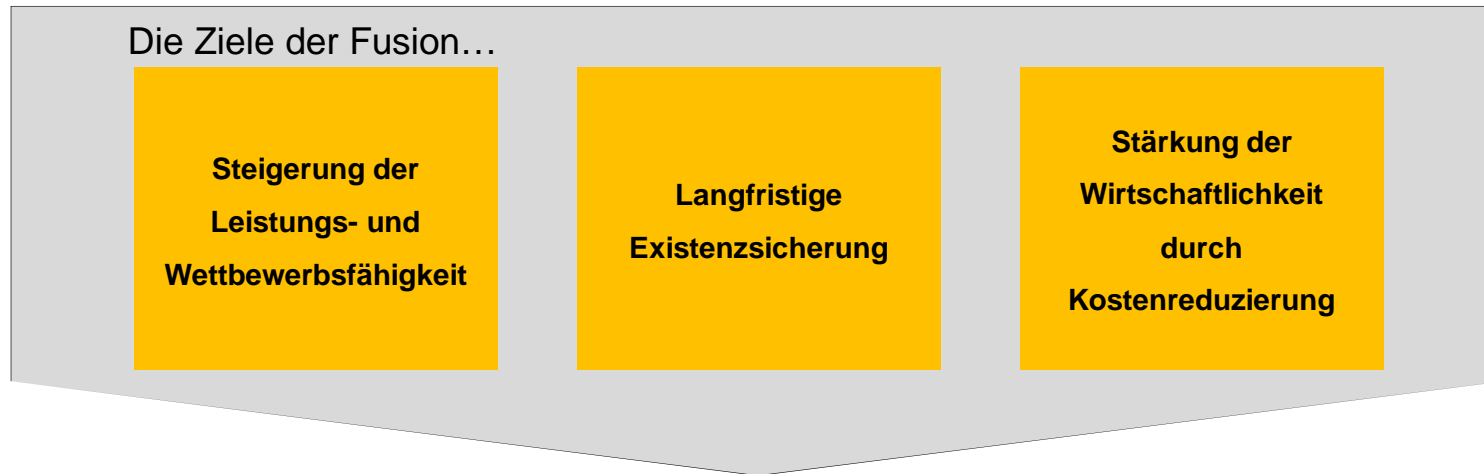 Die Ziele der Fusion…
Steigerung der
Leistungs- und
Wettbewerbsfähigkeit
Langfristige
Existenzsicherung
Stärkung der
Wirtschaftlichkeit
durch
Kostenreduzierung